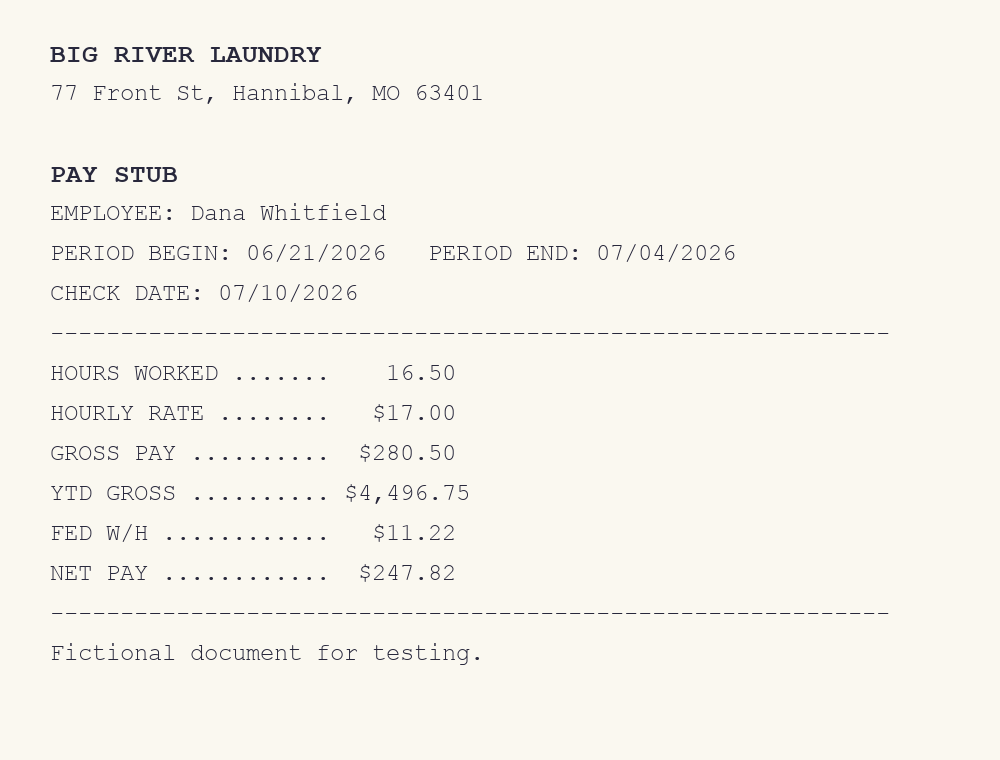 BIG RIVER LAUNDRY
77 Front St, Hannibal, MO 63401
PAY STUB
EMPLOYEE: Dana Whitfield
PERIOD BEGIN: 06/21/2026   PERIOD END: 07/04/2026
CHECK DATE: 07/10/2026
------------------------------------------------------------
HOURS WORKED .......    16.50
HOURLY RATE ........   $17.00
GROSS PAY ..........  $280.50
YTD GROSS .......... $4,496.75
FED W/H ............   $11.22
NET PAY ............  $247.82
------------------------------------------------------------
Fictional document for testing.